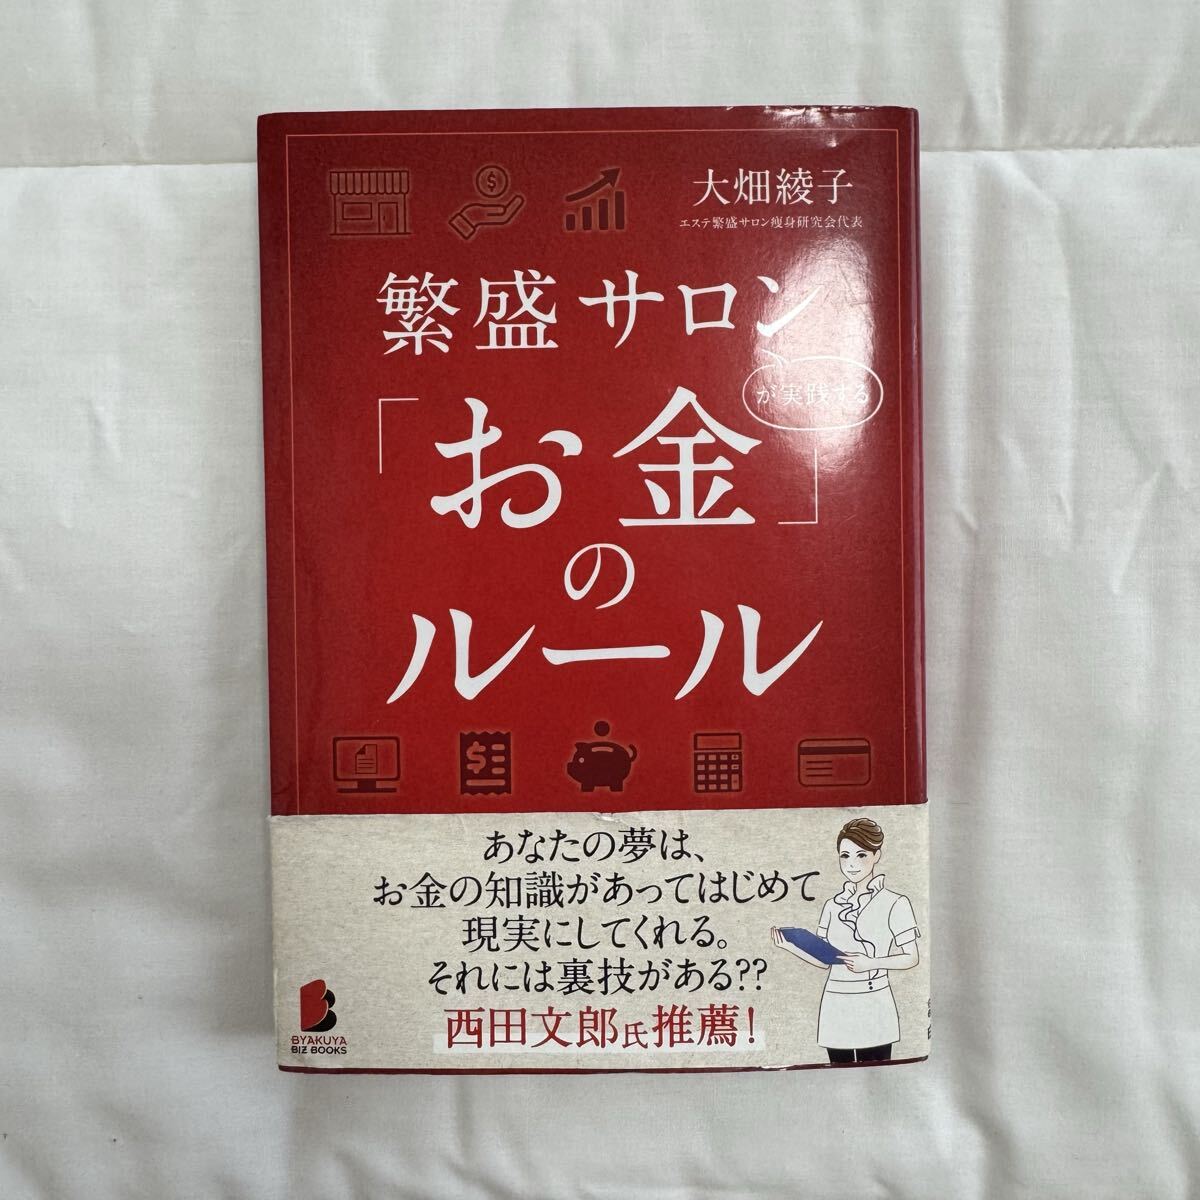 大畑綾子
エステ繁盛サロン痩身研究会代表
繁盛サロン
が実践する
「お金」
の
ルール
あなたの夢は、
お金の知識があってはじめて
現実にしてくれる。
それには裏技がある??
西田文郎氏推薦!
BYAKUYA
BIZ BOOKS